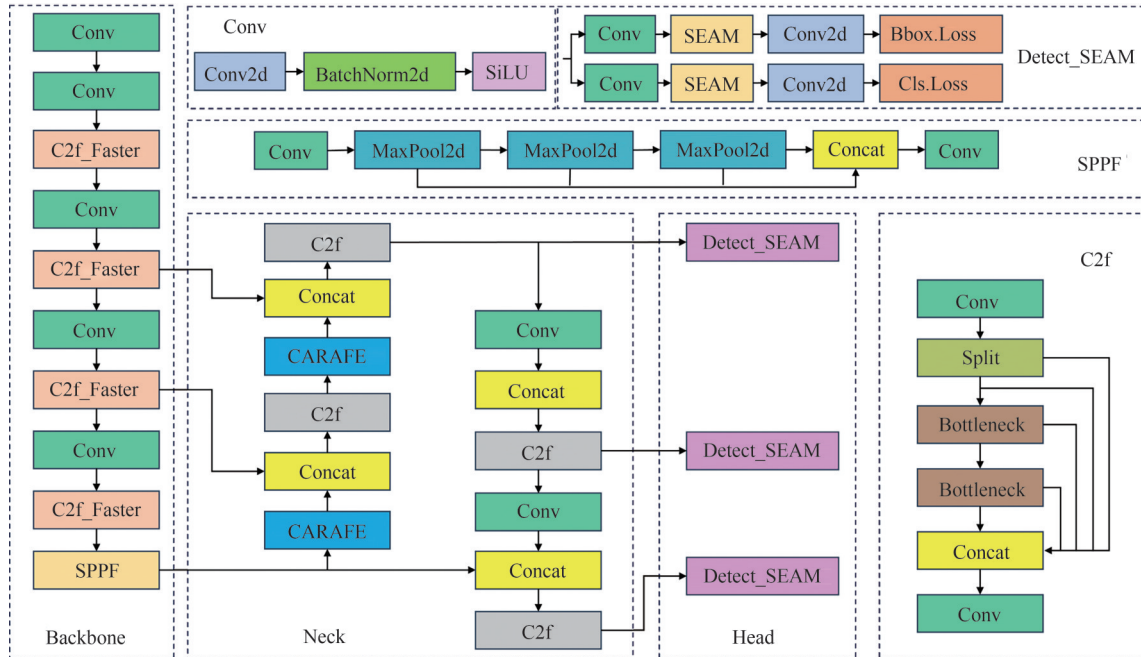 Conv
Conv
C2f_Faster
Conv
C2f_Faster
Conv
C2f_Faster
Conv
C2f_Faster
SPPF
Backbone
Conv
Conv2d
BatchNorm2d
SiLU
Conv
SEAM
Conv2d
Bbox.Loss
Detect_SEAM
Conv
SEAM
Conv2d
Cls.Loss
Conv
MaxPool2d
MaxPool2d
MaxPool2d
Concat
Conv
SPPF
C2f
Concat
CARAFE
C2f
Concat
CARAFE
Conv
Concat
C2f
Conv
Concat
C2f
Neck
Detect_SEAM
Detect_SEAM
Detect_SEAM
Head
C2f
Conv
Split
Bottleneck
Bottleneck
Concat
Conv